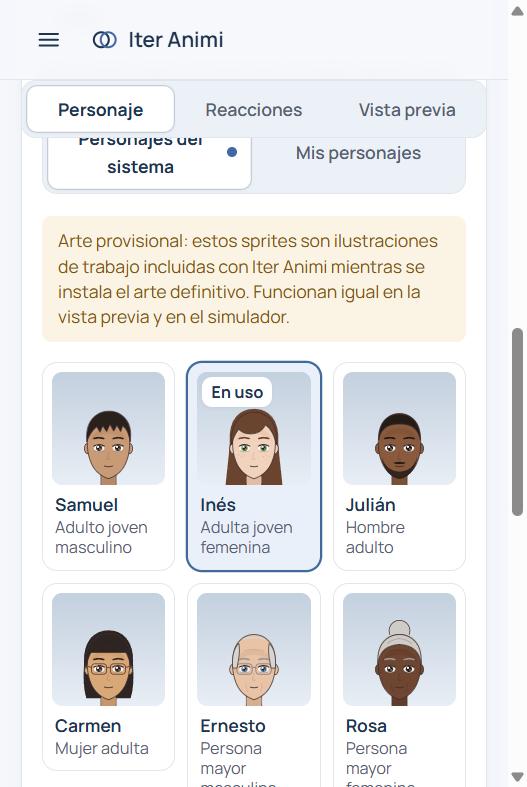 Iter Animi
Personaje
Reacciones
Vista previa
Personajes del
sistema
Mis personajes
Arte provisional: estos sprites son ilustraciones
de trabajo incluidas con Iter Animi mientras se
instala el arte definitivo. Funcionan igual en la
vista previa y en el simulador.
En uso
Samuel
Adulto joven
masculino
Inés
Adulta joven
femenina
Julián
Hombre
adulto
Carmen
Mujer adulta
Ernesto
Persona
mayor
masculino
Rosa
Persona
mayor
femenina